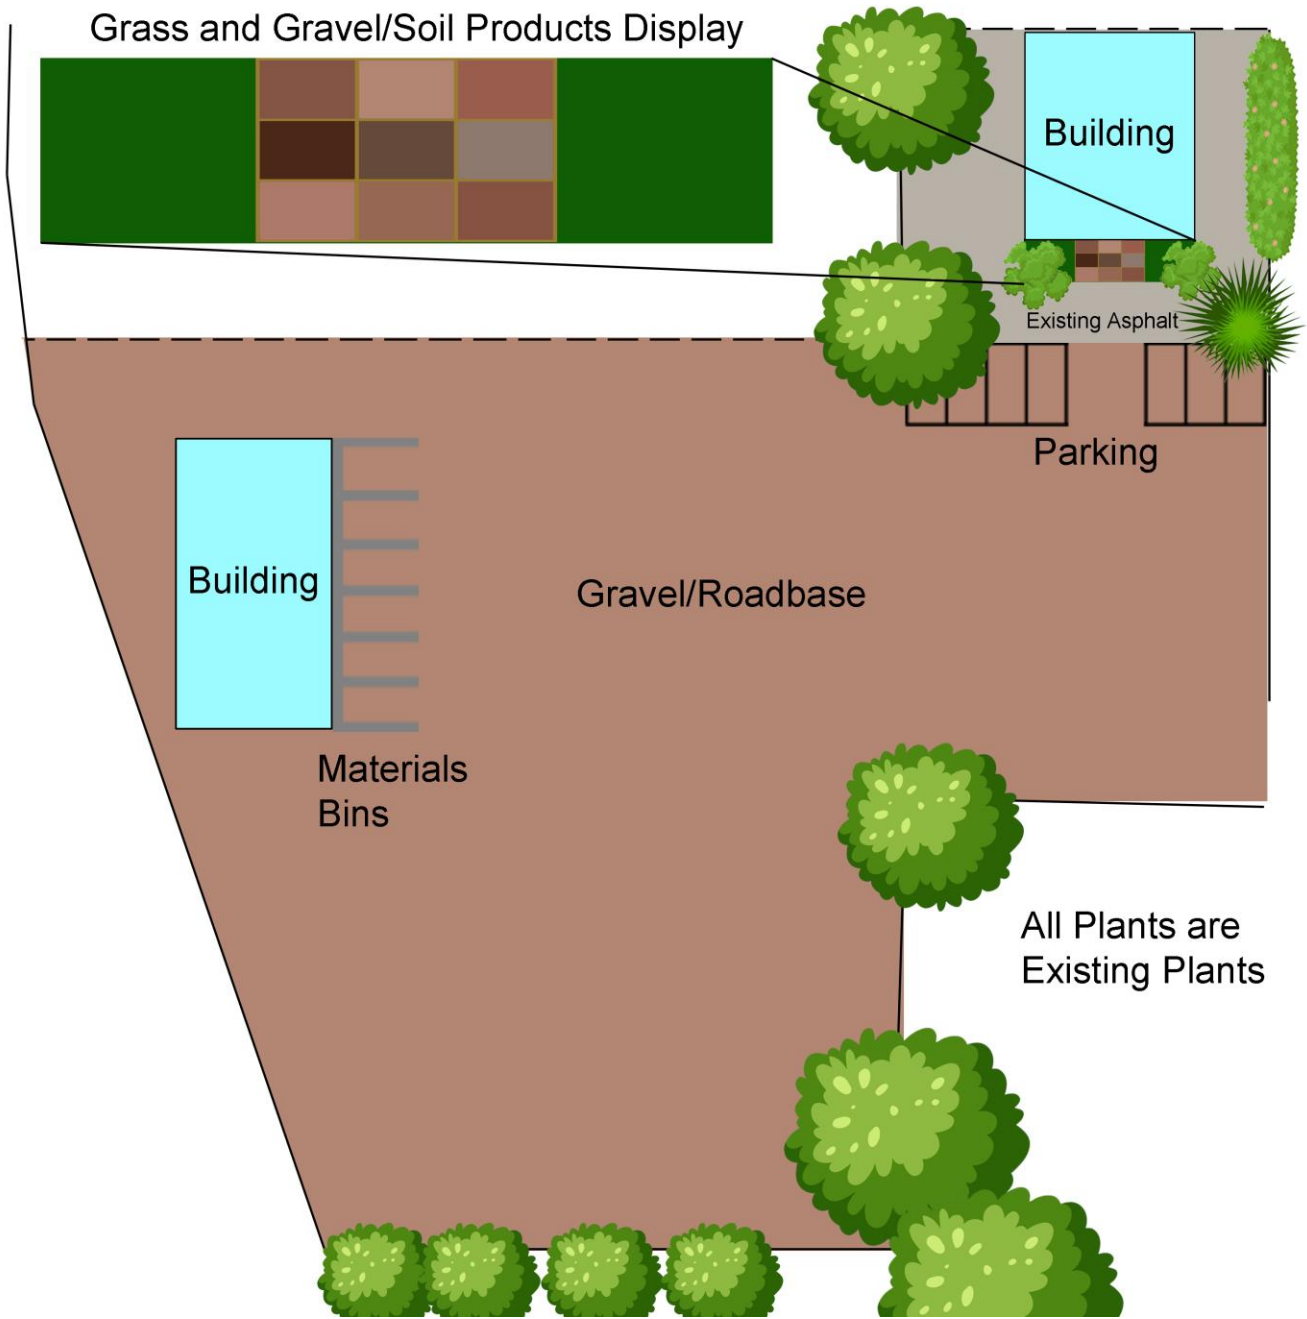 Grass and Gravel/Soil Products Display
Building
Existing Asphalt
Parking
Building
Gravel/Roadbase
Materials
Bins
All Plants are
Existing Plants